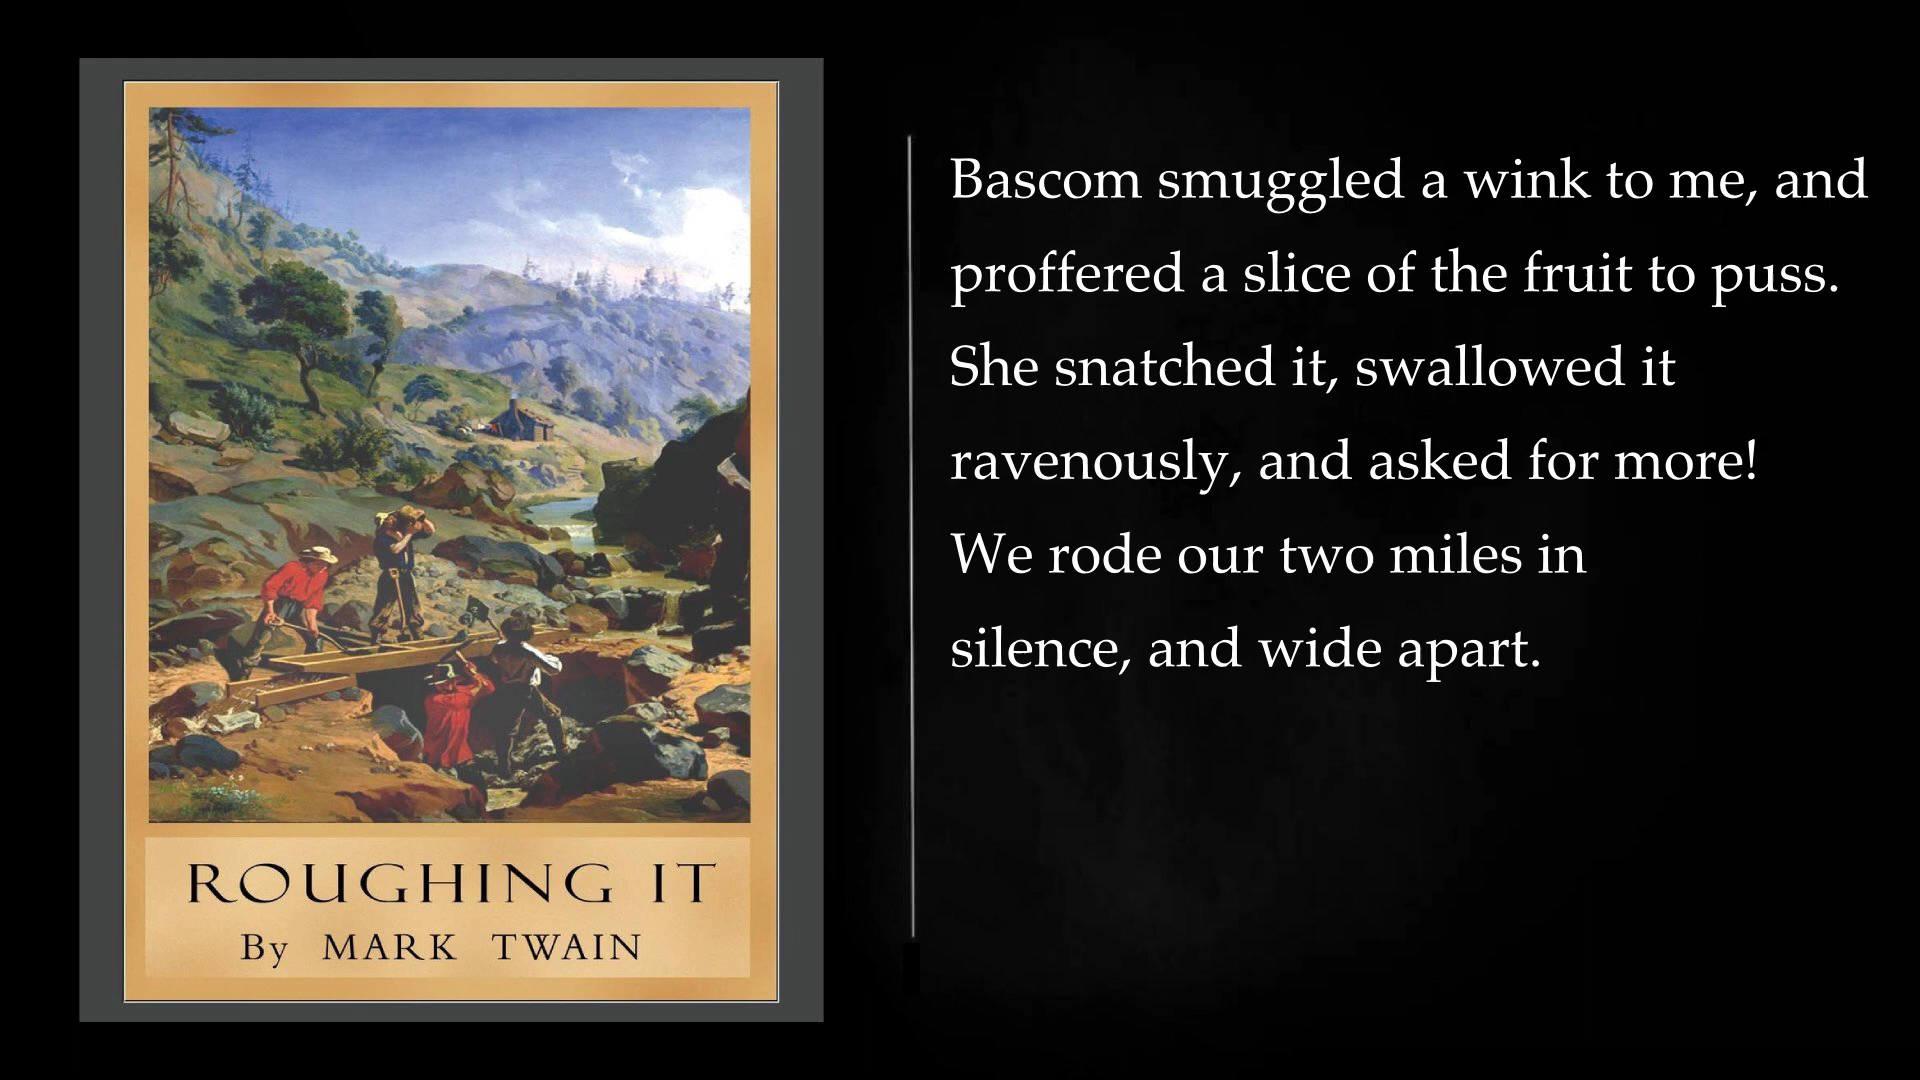 ROUGHING IT
By MARK TWAIN
Bascom smuggled a wink to me, and
proffered a slice of the fruit to puss.
She snatched it, swallowed it
ravenously, and asked for more!
We rode our two miles in
silence, and wide apart.